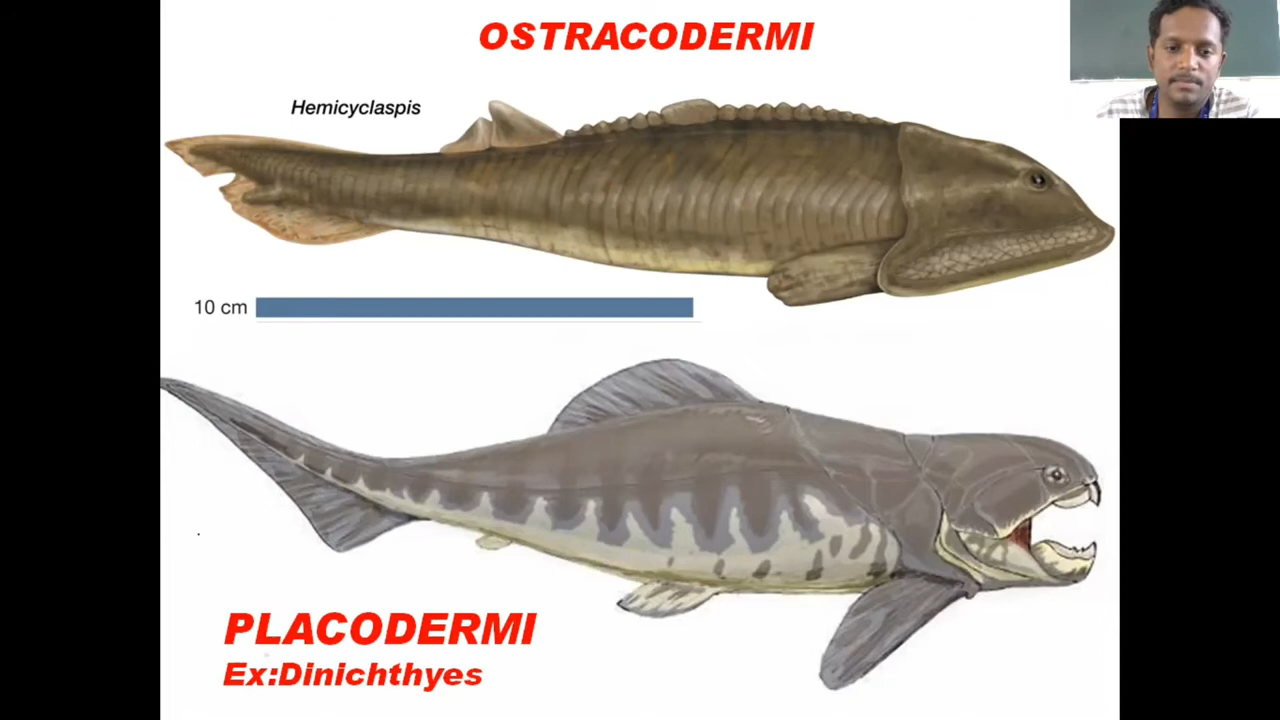 OSTRACODERMI
Hemicyclaspis
10 cm
PLACODERMI
Ex:Dinichthyes